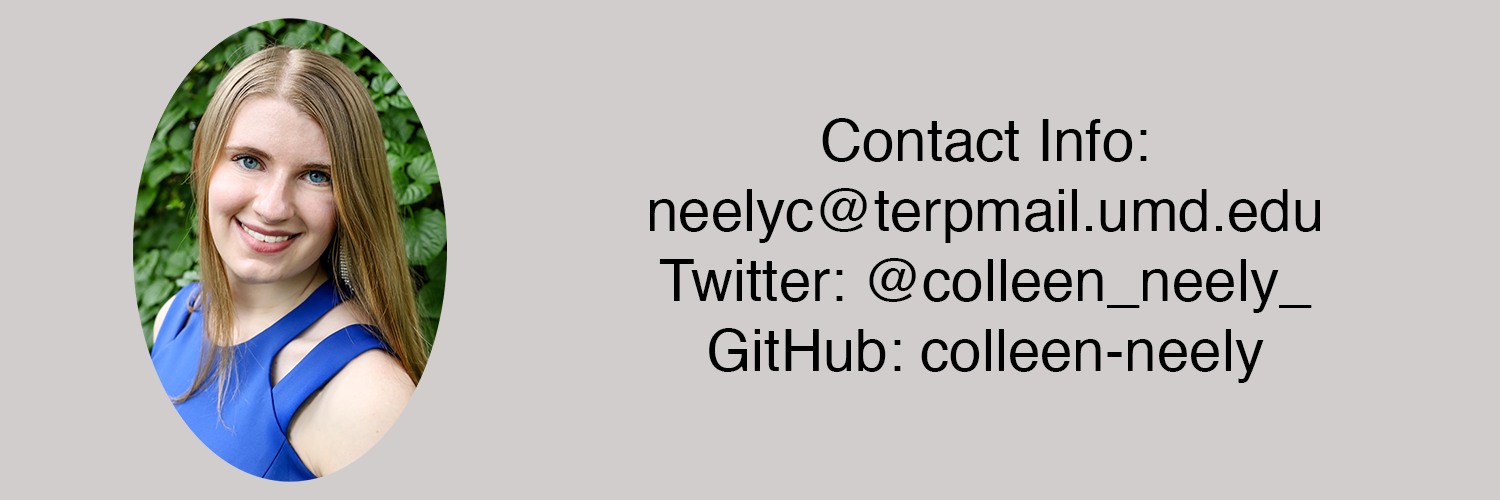 Contact Info:
neelyc@terpmail.umd.edu
Twitter: @colleen_neely_
GitHub: colleen-neely